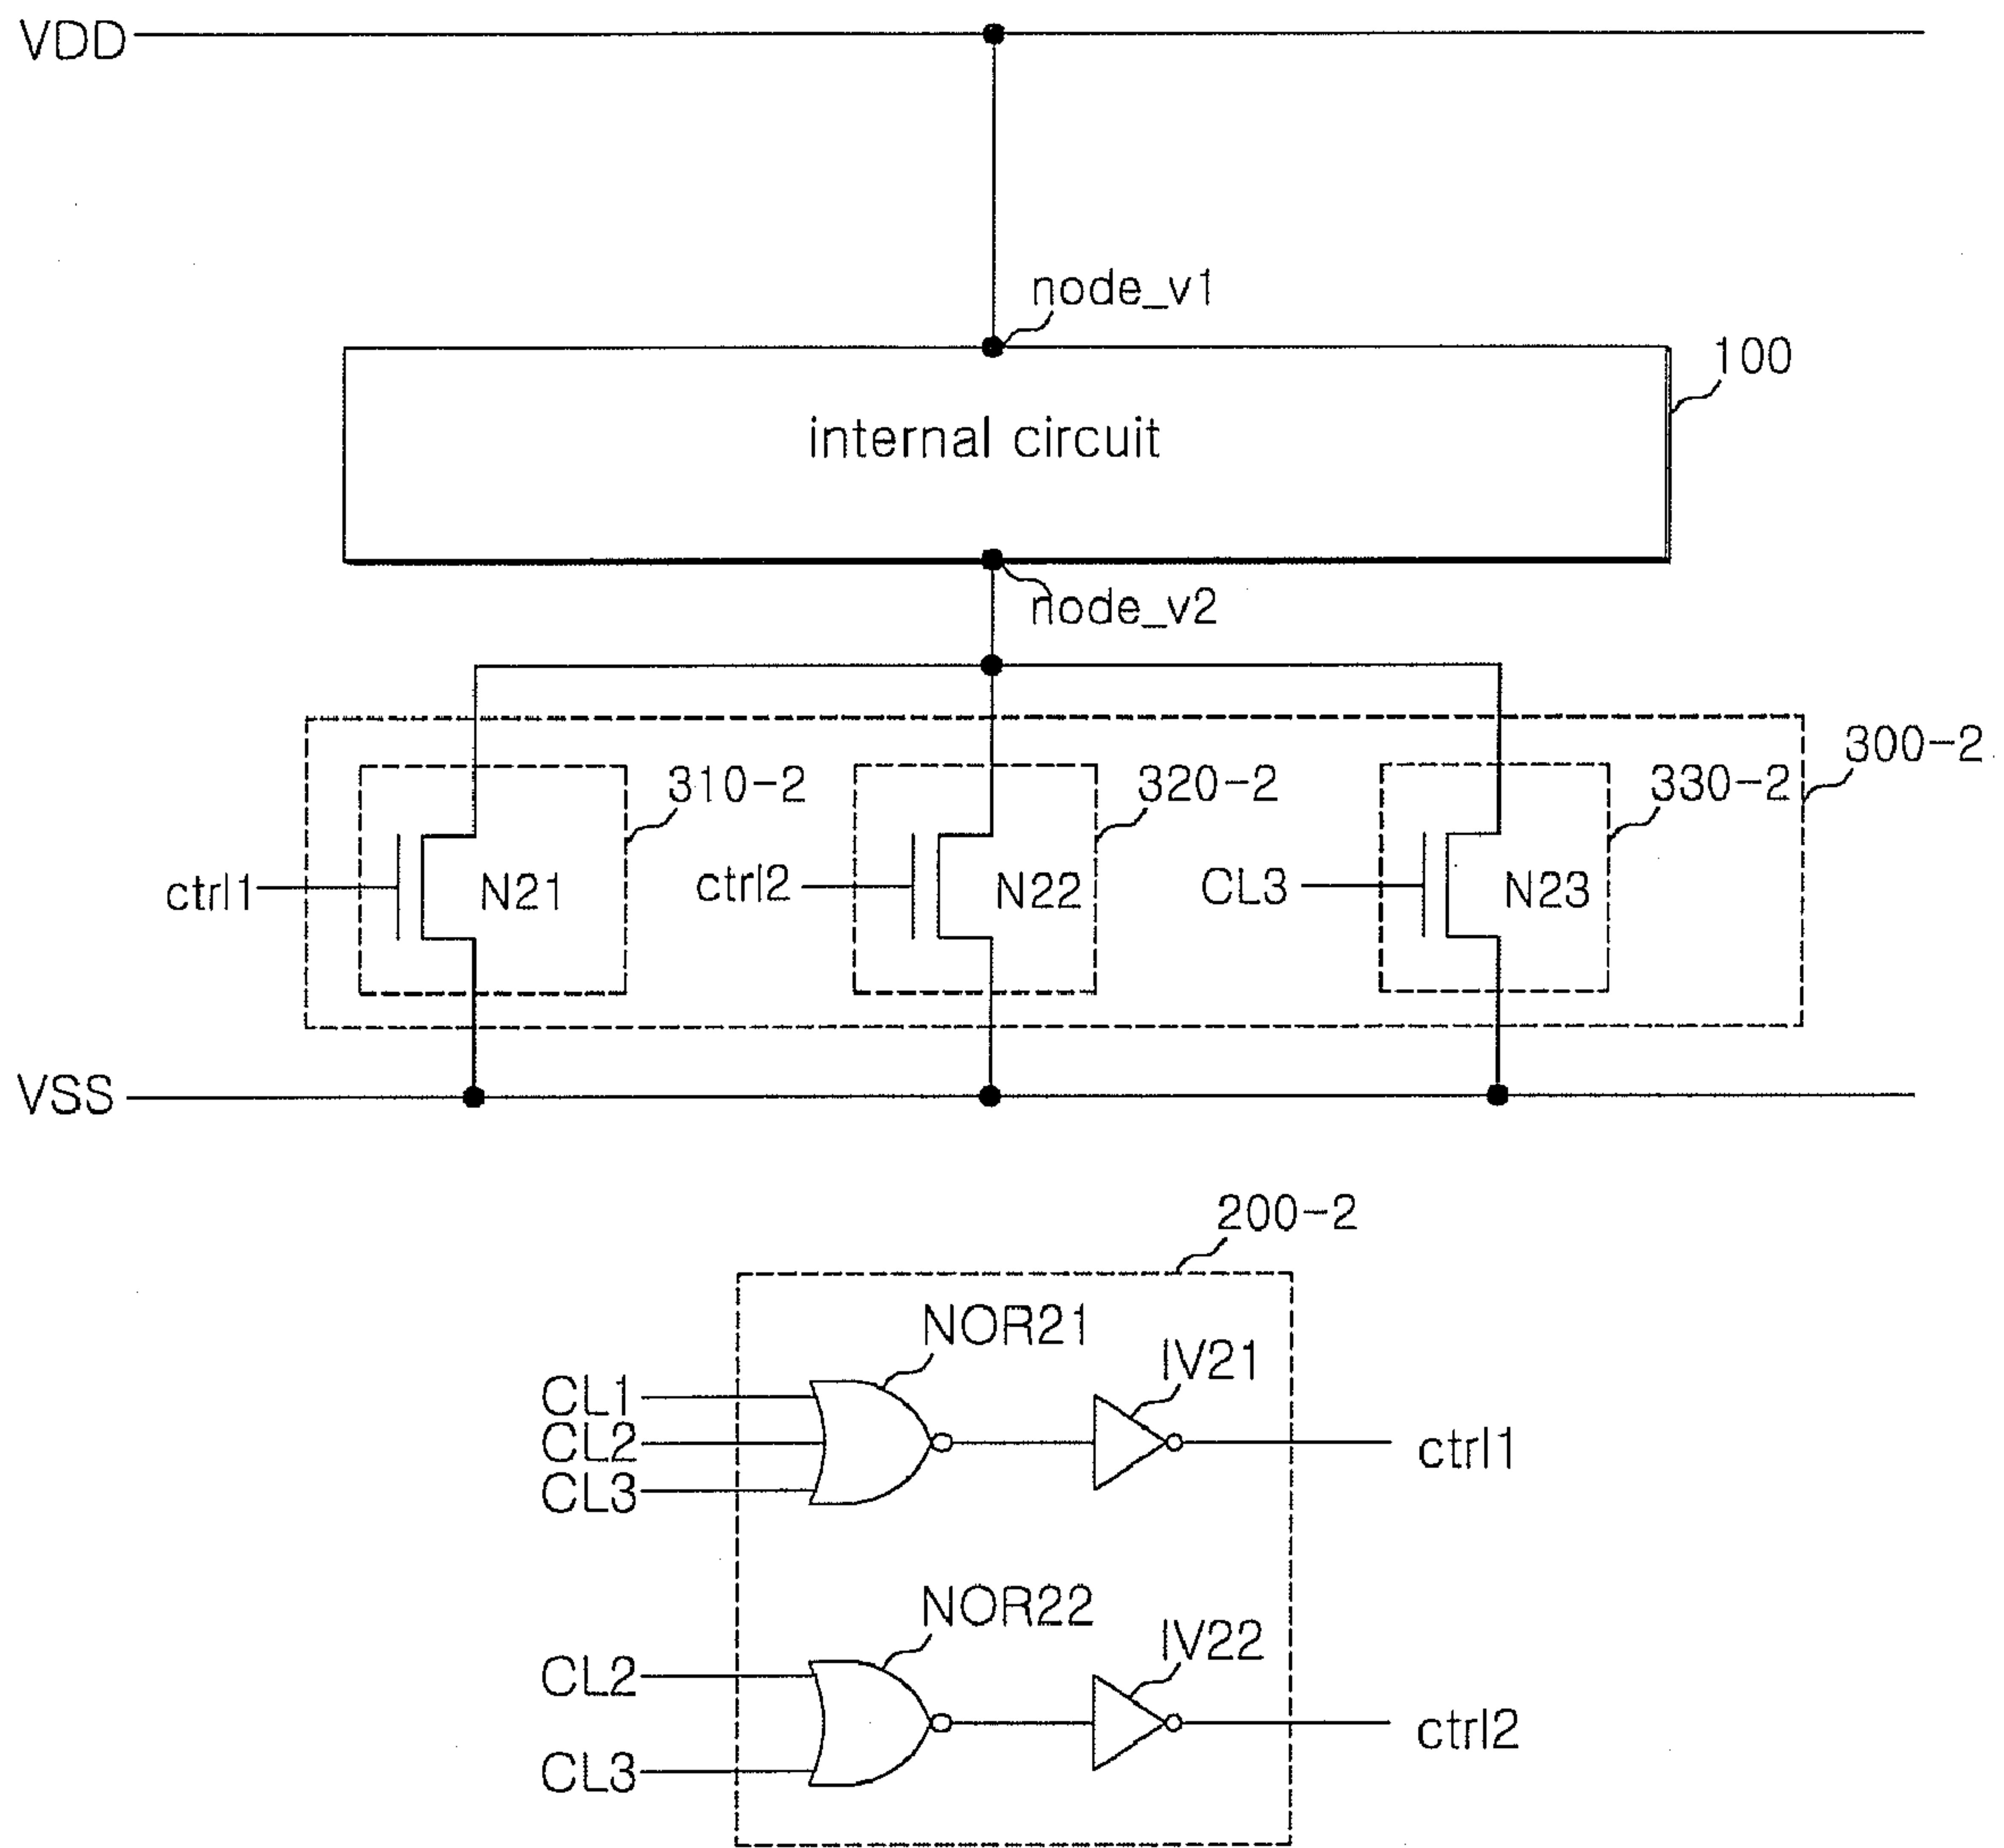 VDD
node_v1
100
internal circuit
node_v2
300-2
310-2
320-2
330-2
ctrl1
N21
ctrl2
N22
CL3
N23
VSS
200-2
NOR21
IV21
CL1
CL2
CL3
ctrl1
NOR22
IV22
CL2
CL3
ctrl2